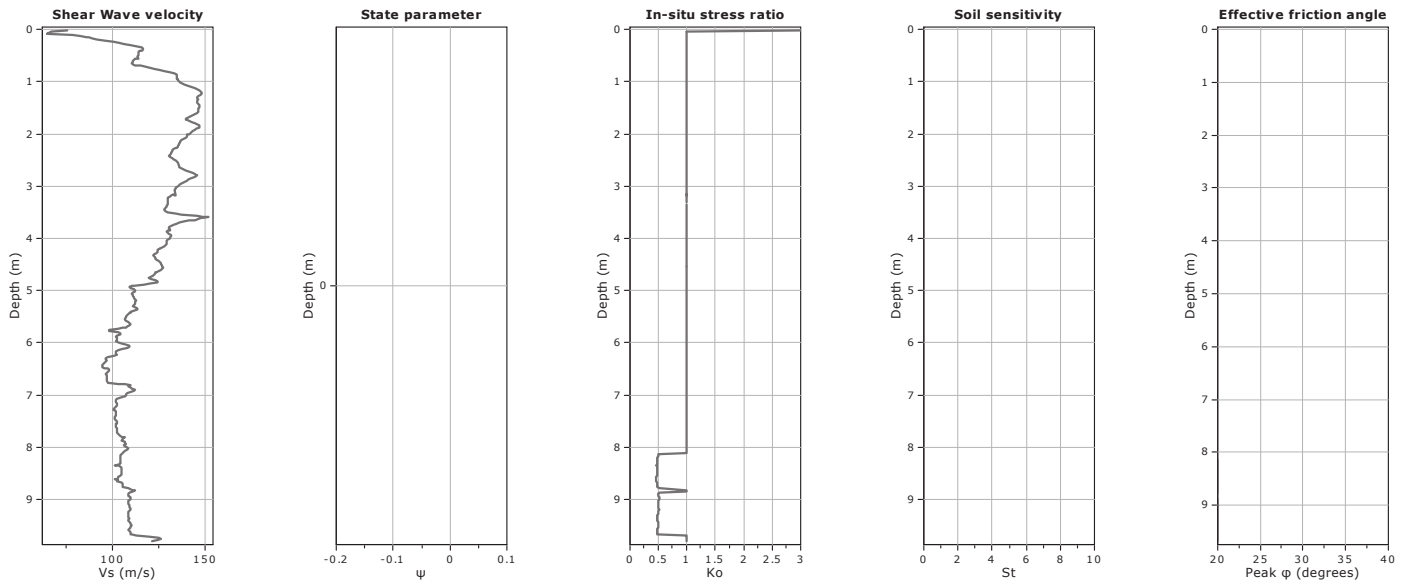 Shear Wave velocity
0
1
2
3
4
5
6
7
8
9
Depth (m)
100 150
Vs (m/s)
State parameter
0
Depth (m)
-0.2 -0.1 0 0.1
ψ
In-situ stress ratio
0
1
2
3
4
5
6
7
8
9
Depth (m)
0 0.5 1 1.5 2 2.5 3
Ko
Soil sensitivity
0
1
2
3
4
5
6
7
8
9
Depth (m)
0 2 4 6 8 10
St
Effective friction angle
0
1
2
3
4
5
6
7
8
9
Depth (m)
20 25 30 35 40
Peak φ (degrees)